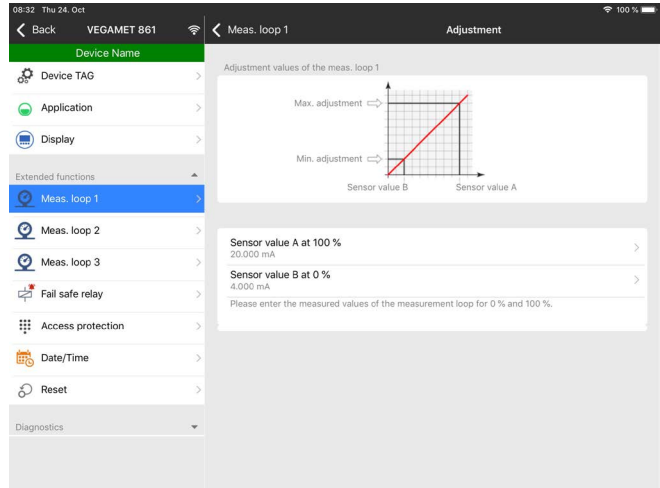 08:32 Thu 24. Oct
100 %
Back
VEGAMET 861
Meas. loop 1
Adjustment
Device Name
Device TAG
Application
Display
Extended functions
Meas. loop 1
Meas. loop 2
Meas. loop 3
Fail safe relay
Access protection
Date/Time
Reset
Diagnostics
Adjustment values of the meas. loop 1
Max. adjustment
Min. adjustment
Sensor value B
Sensor value A
Sensor value A at 100 %
20.000 mA
Sensor value B at 0 %
4.000 mA
Please enter the measured values of the measurement loop for 0 % and 100 %.